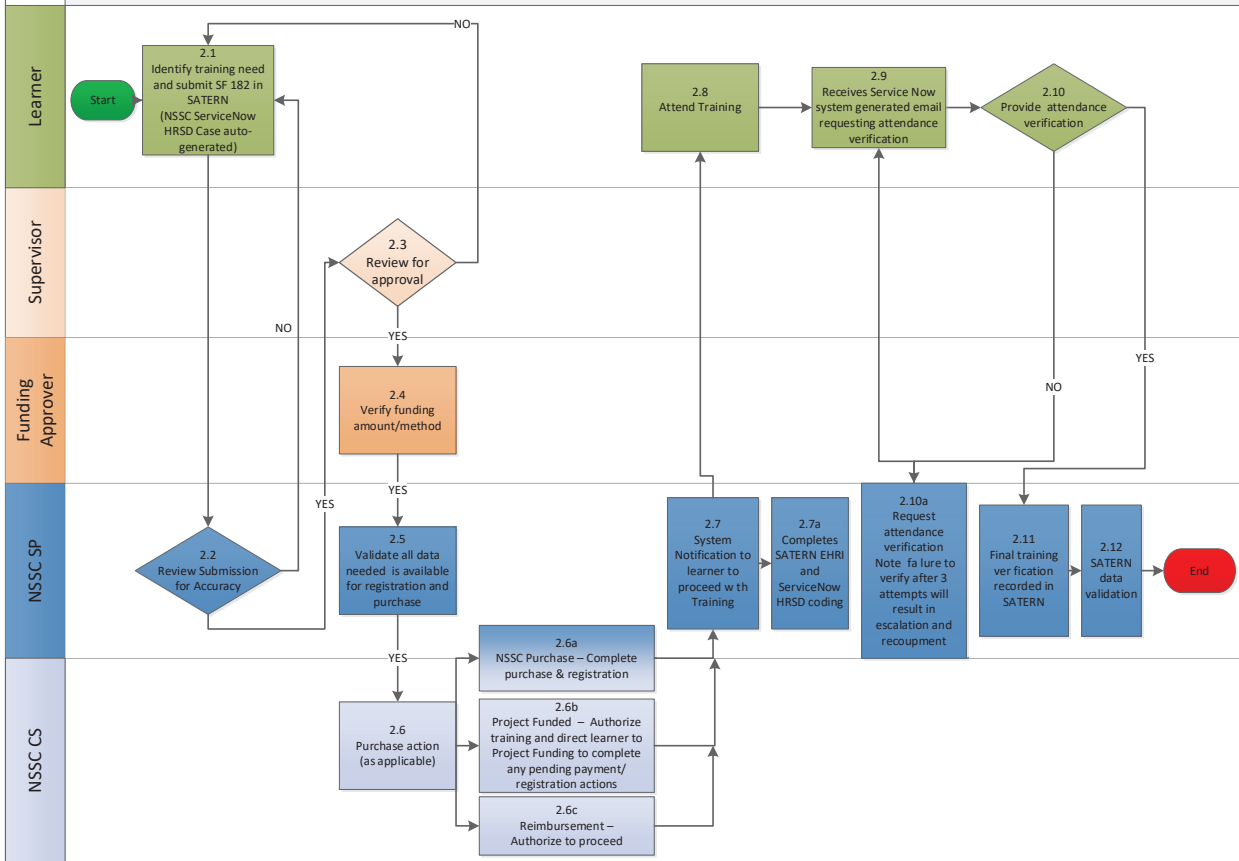 Learner
Start
2.1
Identify training need
and submit SF 182 in
SATERN
(NSSC ServiceNow
HRSD Case auto-
generated)
NO
2.8
Attend Training
2.9
Receives Service Now
system generated email
requesting attendance
verification
2.10
Provide attendance
verification
Supervisor
2.3
Review for
approval
NO
YES
YES
Funding
Approver
2.4
Verify funding
amount/method
NO
YES
YES
NSSC SP
2.2
Review Submission
for Accuracy
2.5
Validate all data
needed is available
for registration and
purchase
2.7
System
Notification to
learner to
proceed w th
Training
2.7a
Completes
SATERN EHRI
and
ServiceNow
HRSD coding
2.10a
Request
attendance
verification
Note fa lure to
verify after 3
attempts will
result in
escalation and
recoupment
2.11
Final training
ver fication
recorded in
SATERN
2.12
SATERN
data
validation
End
YES
NSSC CS
2.6
Purchase action
(as applicable)
2.6a
NSSC Purchase – Complete
purchase & registration
2.6b
Project Funded – Authorize
training and direct learner to
Project Funding to complete
any pending payment/
registration actions
2.6c
Reimbursement –
Authorize to proceed